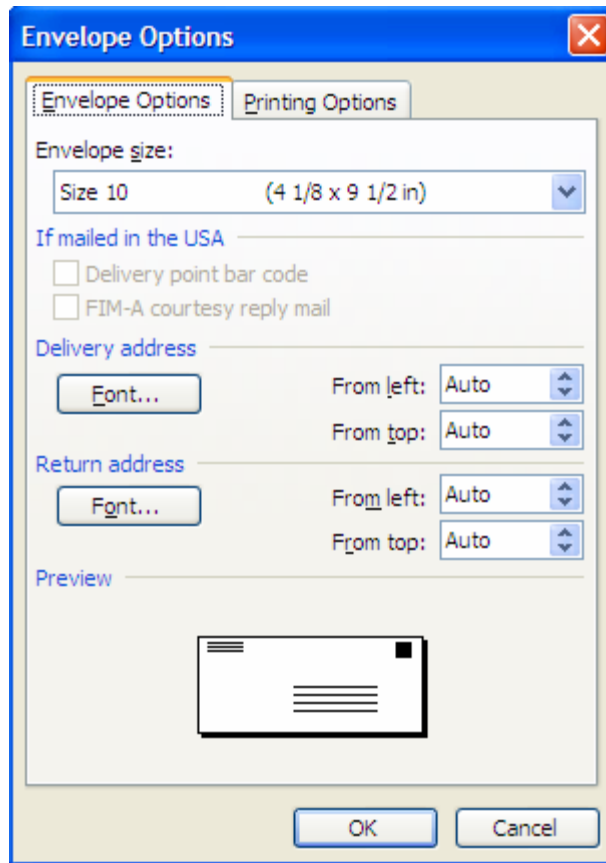 Envelope Options
Envelope Options Printing Options
Envelope size:
Size 10 (4 1/8 x 9 1/2 in)
If mailed in the USA
Delivery point bar code
FIM-A courtesy reply mail
Delivery address
Font... From left: Auto
From top: Auto
Return address
Font... From left: Auto
From top: Auto
Preview
OK Cancel